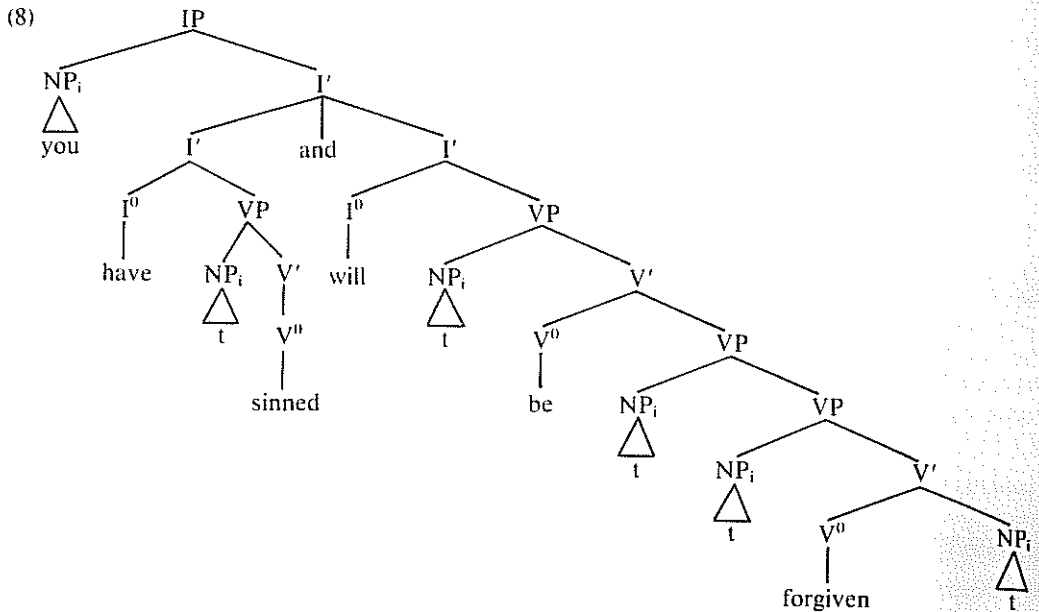 (8)
IP
NPi
I'
you
I' and I'
I⁰ VP I⁰ VP
have NPi V' will NPi V'
t V⁰ t V⁰ VP
sinned be NPi VP
t NPi V'
t V⁰ NPi
forgiven t